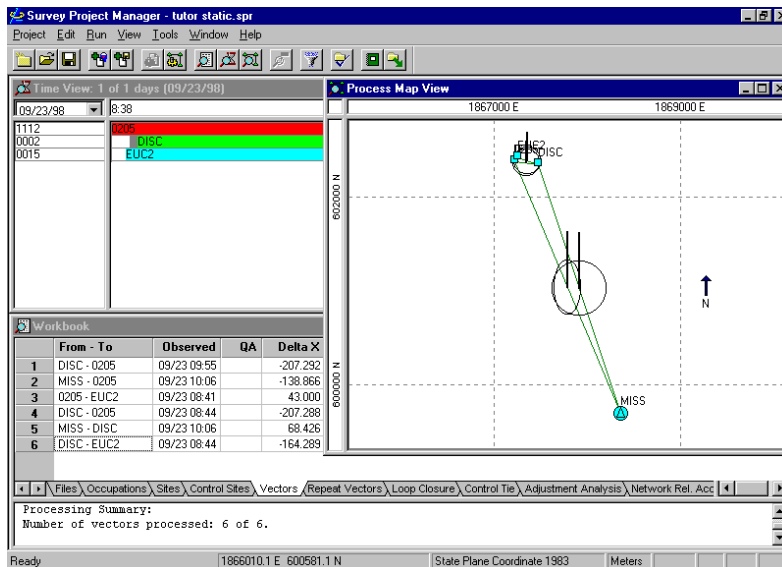 Survey Project Manager - tutor static.spr
Project Edit Run View Tools Window Help
Time View: 1 of 1 days (09/23/98)
09/23/98 8:38
1112 0205
0002 DISC
0015 EUC2
Process Map View
1867000 E 1869000 E
602000 N
600000 N
EUC2
DISC
N
MISS
Workbook
From - To Observed QA Delta X
1 DISC - 0205 09/23 09:55 -207.292
2 MISS - 0205 09/23 10:06 -138.866
3 0205 - EUC2 09/23 08:41 43.000
4 DISC - 0205 09/23 08:44 -207.288
5 MISS - DISC 09/23 10:06 68.426
6 DISC - EUC2 09/23 08:44 -164.289
Files Occupations Sites Control Sites Vectors Repeat Vectors Loop Closure Control Tie Adjustment Analysis Network Rel. Acc
Processing Summary:
Number of vectors processed: 6 of 6.
Ready 1866010.1 E 600581.1 N State Plane Coordinate 1983 Meters